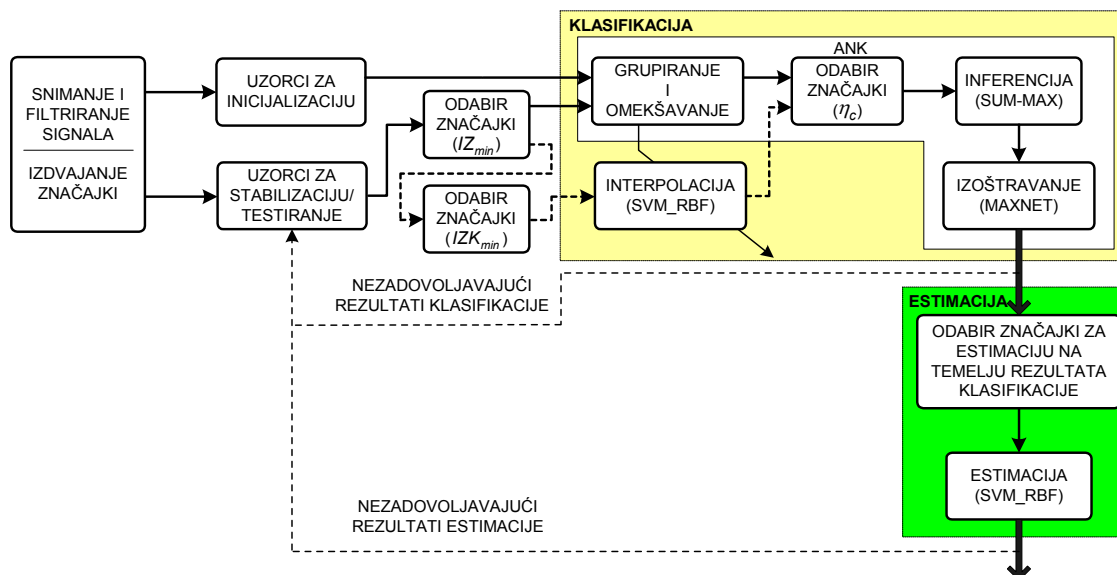 KLASIFIKACIJA
ANK
SNIMANJE I
FILTRIRANJE
SIGNALA
IZDVAJANJE
ZNAČAJKI
UZORCI ZA
INICIJALIZACIJU
UZORCI ZA
STABILIZACIJU/
TESTIRANJE
ODABIR
ZNAČAJKI
(IZmin)
ODABIR
ZNAČAJKI
(IZKmin)
GRUPIRANJE
I
OMEKŠAVANJE
INTERPOLACIJA
(SVM_RBF)
ODABIR
ZNAČAJKI
(ηc)
INFERENCIJA
(SUM-MAX)
IZOŠTRAVANJE
(MAXNET)
NEZADOVOLJAVAJUĆI
REZULTATI KLASIFIKACIJE
ESTIMACIJA
ODABIR ZNAČAJKI ZA
ESTIMACIJU NA
TEMELJU REZULTATA
KLASIFIKACIJE
ESTIMACIJA
(SVM_RBF)
NEZADOVOLJAVAJUĆI
REZULTATI ESTIMACIJE